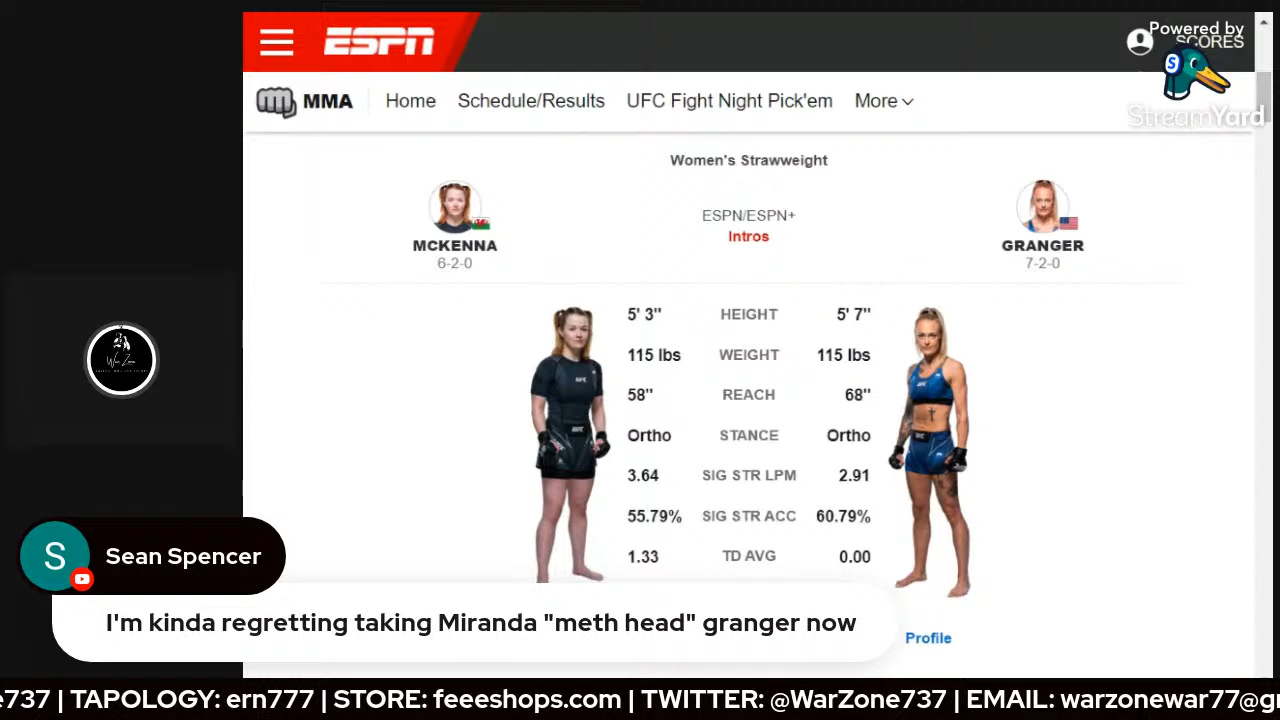 Powered by
ESPN
SCORES
S
StreamYard
MMA Home Schedule/Results UFC Fight Night Pick'em More
Women's Strawweight
ESPN/ESPN+
Intros
MCKENNA
6-2-0
GRANGER
7-2-0
5' 3" HEIGHT 5' 7"
115 lbs WEIGHT 115 lbs
58" REACH 68"
Ortho STANCE Ortho
3.64 SIG STR LPM 2.91
55.79% SIG STR ACC 60.79%
1.33 TD AVG 0.00
Profile
War Zone
S Sean Spencer
I'm kinda regretting taking Miranda "meth head" granger now
e737 | TAPOLOGY: ern777 | STORE: feeeshops.com | TWITTER: @WarZone737 | EMAIL: warzonewar77@g